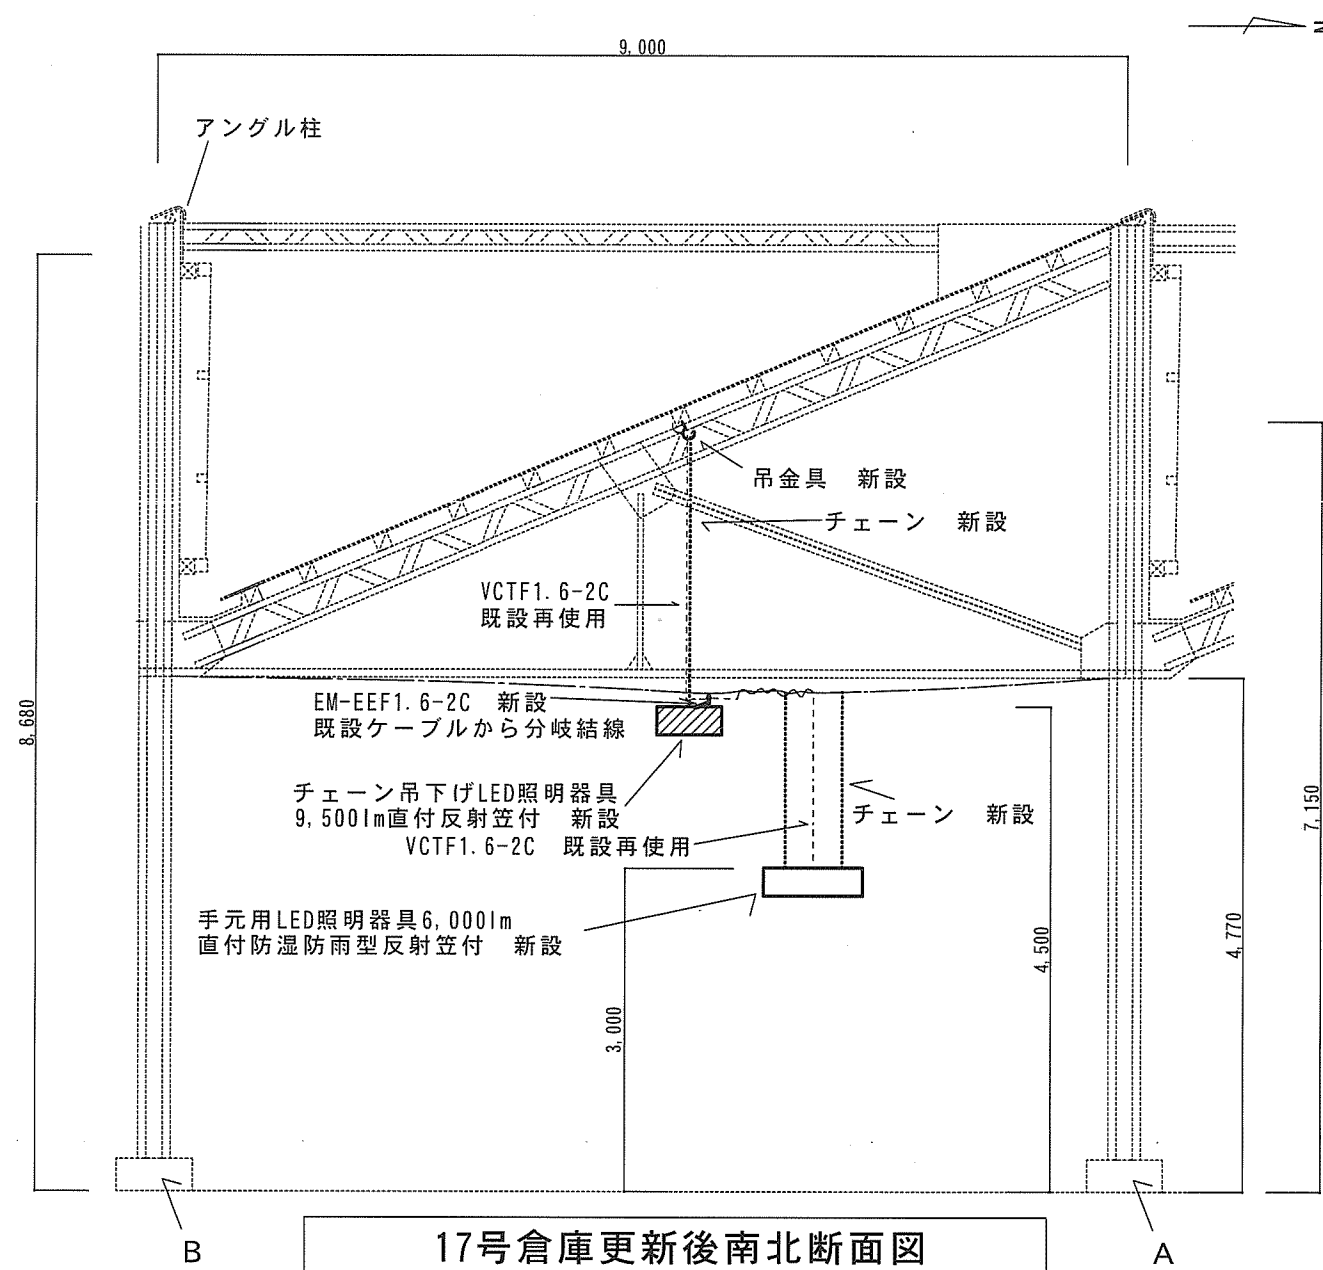 N
9,000
アングル柱
吊金具　新設
チェーン　新設
VCTF1.6-2C
既設再使用
EM-EEF1.6-2C　新設
既設ケーブルから分岐結線
チェーン吊下げLED照明器具
9,500lm直付反射笠付　新設
チェーン　新設
VCTF1.6-2C　既設再使用
手元用LED照明器具6,000lm
直付防湿防雨型反射笠付　新設
8,680
3,000
4,500
4,770
7,150
B
A
17号倉庫更新後南北断面図